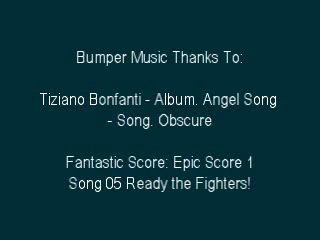 Bumper Music Thanks To:
Tiziano Bonfanti - Album. Angel Song
- Song. Obscure
Fantastic Score: Epic Score 1
Song 05 Ready the Fighters!